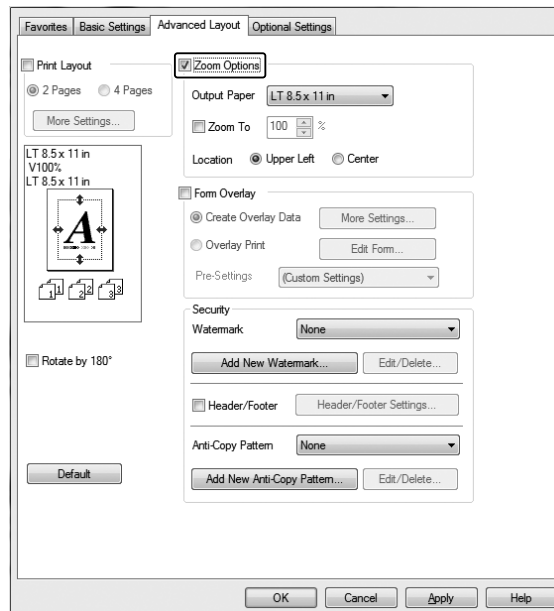 Favorites Basic Settings Advanced Layout Optional Settings
Print Layout
2 Pages 4 Pages
More Settings...
LT 8.5 x 11 in
V100%
LT 8.5 x 11 in
A
1 1 2 2 3 3
Rotate by 180°
Default
Zoom Options
Output Paper LT 8.5 x 11 in
Zoom To 100 %
Location Upper Left Center
Form Overlay
Create Overlay Data More Settings...
Overlay Print Edit Form...
Pre-Settings (Custom Settings)
Security
Watermark None
Add New Watermark... Edit/Delete...
Header/Footer Header/Footer Settings...
Anti-Copy Pattern None
Add New Anti-Copy Pattern... Edit/Delete...
OK Cancel Apply Help